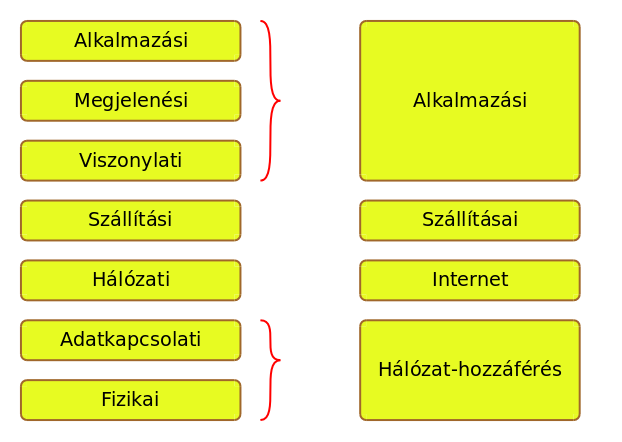 Alkalmazási
Megjelenési
Viszonylati
Szállítási
Hálózati
Adatkapcsolati
Fizikai
Alkalmazási
Szállításai
Internet
Hálózat-hozzáférés